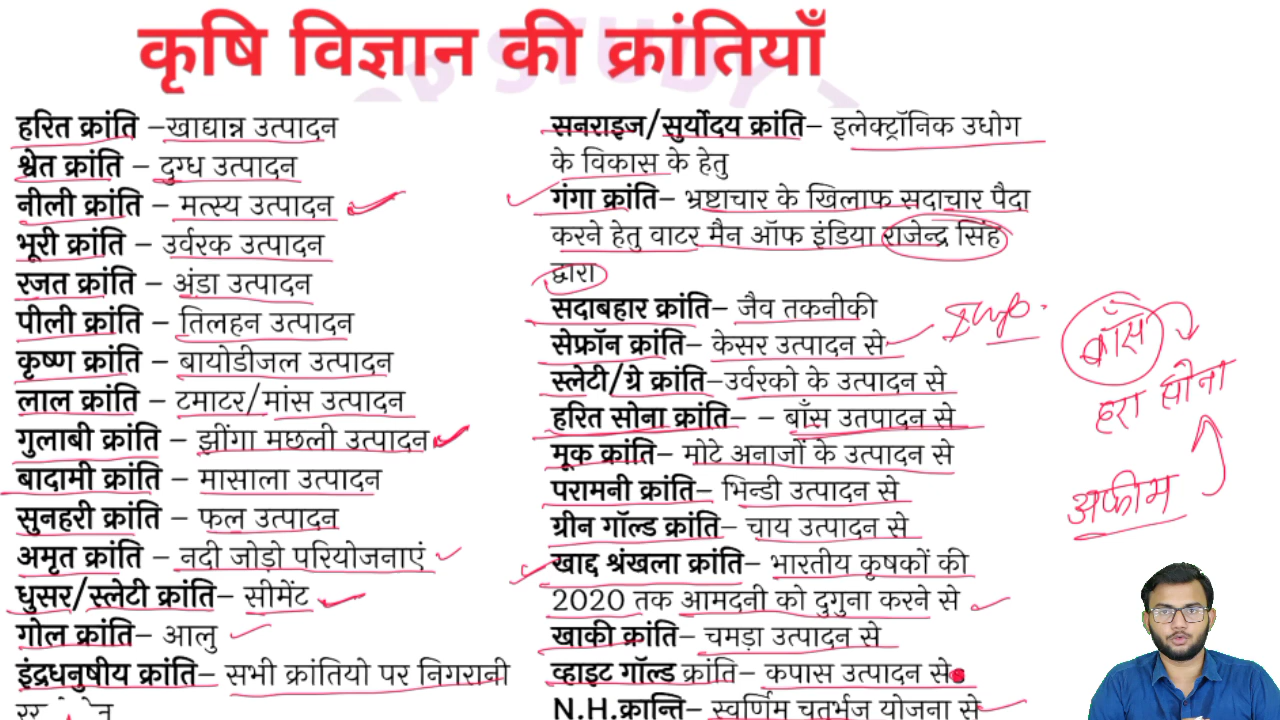 कृषि विज्ञान की क्रांतियाँ
हरित क्रांति –खाद्यान्न उत्पादन
श्वेत क्रांति – दुग्ध उत्पादन
नीली क्रांति – मत्स्य उत्पादन
भूरी क्रांति – उर्वरक उत्पादन
रजत क्रांति – अंडा उत्पादन
पीली क्रांति – तिलहन उत्पादन
कृष्ण क्रांति – बायोडीजल उत्पादन
लाल क्रांति – टमाटर/मांस उत्पादन
गुलाबी क्रांति – झींगा मछली उत्पादन
बादामी क्रांति – मासाला उत्पादन
सुनहरी क्रांति – फल उत्पादन
अमृत क्रांति – नदी जोड़ो परियोजनाएं
धुसर/स्लेटी क्रांति– सीमेंट
गोल क्रांति– आलु
इंद्रधनुषीय क्रांति– सभी क्रांतियो पर निगरानी
सनराइज/सुर्योदय क्रांति– इलेक्ट्रॉनिक उधोग
के विकास के हेतु
गंगा क्रांति– भ्रष्टाचार के खिलाफ सदाचार पैदा
करने हेतु वाटर मैन ऑफ इंडिया राजेन्द्र सिंह
द्वारा
सदाबहार क्रांति– जैव तकनीकी
सेफ्रॉन क्रांति– केसर उत्पादन से
स्लेटी/ग्रे क्रांति–उर्वरको के उत्पादन से
हरित सोना क्रांति– – बाँस उतपादन से
मूक क्रांति– मोटे अनाजों के उत्पादन से
परामनी क्रांति– भिन्डी उत्पादन से
ग्रीन गॉल्ड क्रांति– चाय उत्पादन से
खाद्द श्रंखला क्रांति– भारतीय कृषकों की
2020 तक आमदनी को दुगुना करने से
खाकी क्रांति– चमड़ा उत्पादन से
व्हाइट गॉल्ड क्रांति– कपास उत्पादन से
N.H.क्रान्ति– स्वर्णिम चतुर्भुज योजना से
Imp.
बाँस
हरा सोना
अफीम